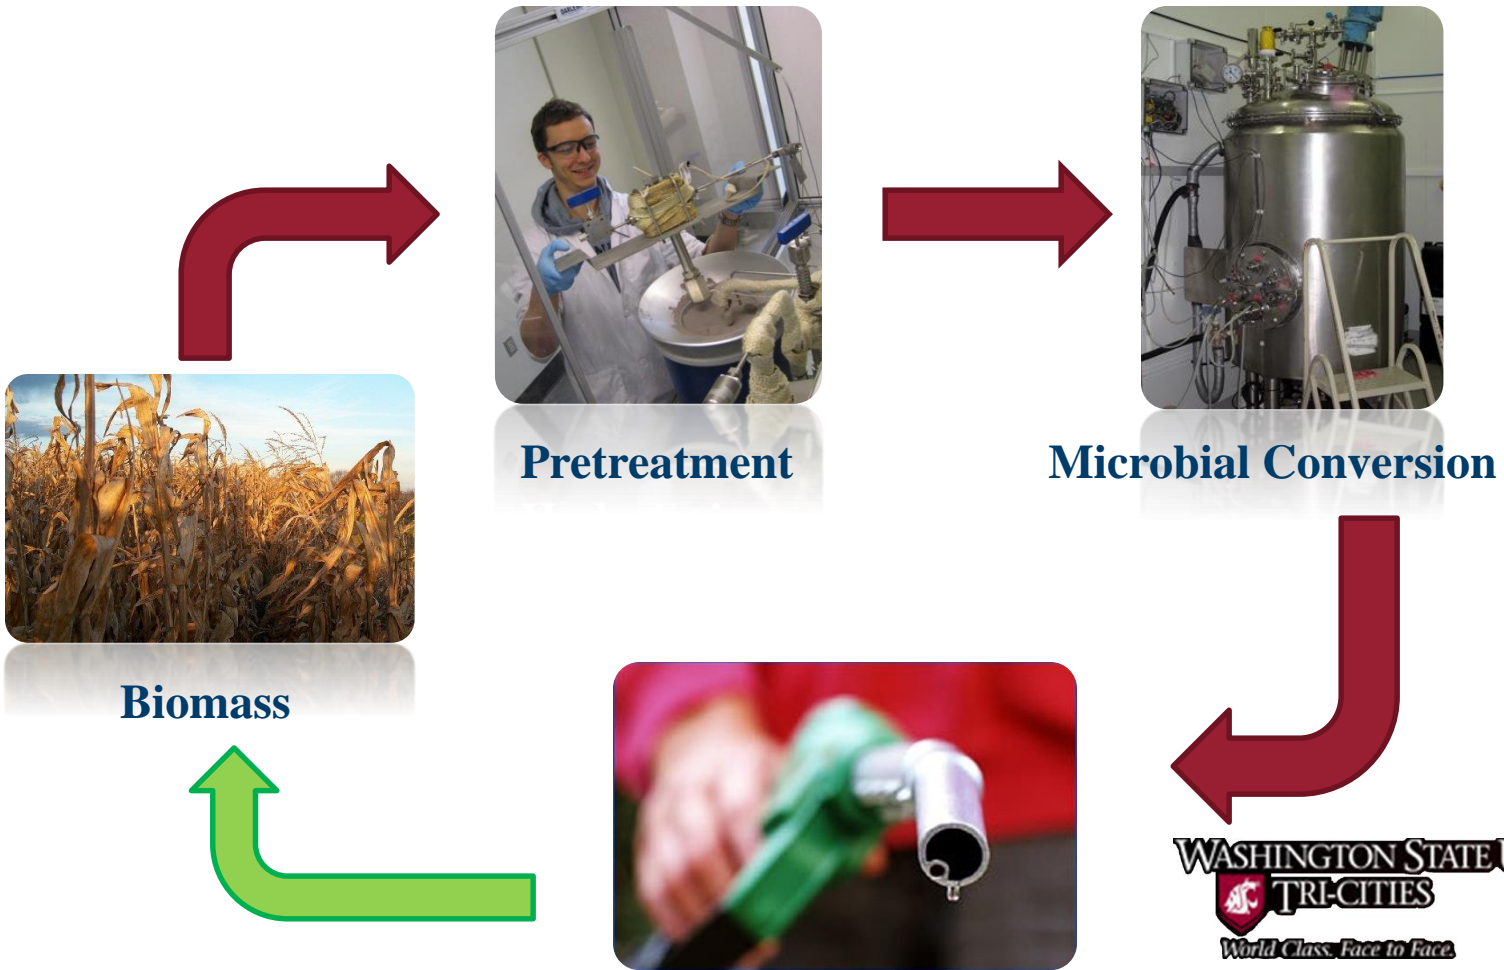 Pretreatment
Microbial Conversion
Biomass
WASHINGTON STATE
TRI-CITIES
World Class. Face to Face.